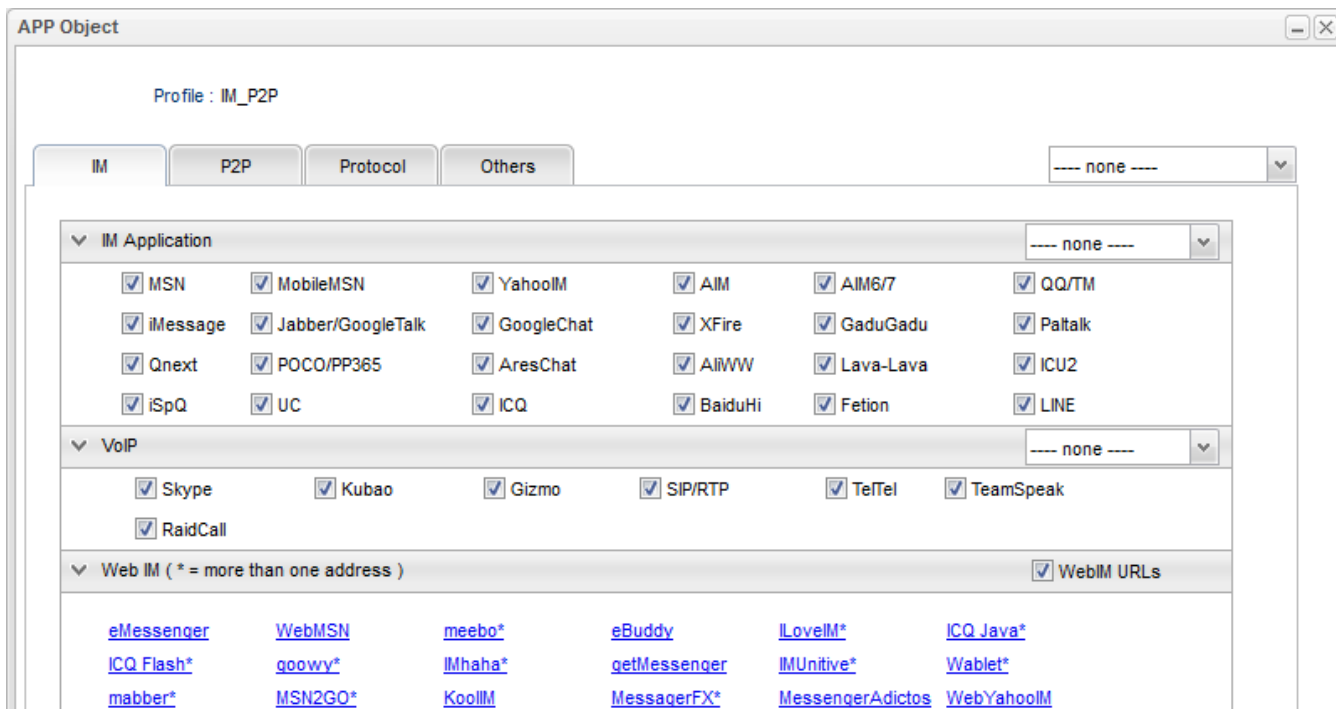 APP Object
Profile : IM_P2P
IM P2P Protocol Others ---- none ----
IM Application ---- none ----
MSN MobileMSN YahooIM AIM AIM6/7 QQ/TM
iMessage Jabber/GoogleTalk GoogleChat XFire GaduGadu Paltalk
Qnext POCO/PP365 AresChat AliWW Lava-Lava ICU2
iSpQ UC ICQ BaiduHi Fetion LINE
VoIP ---- none ----
Skype Kubao Gizmo SIP/RTP TelTel TeamSpeak
RaidCall
Web IM ( * = more than one address ) WebIM URLs
eMessenger WebMSN meebo* eBuddy ILoveIM* ICQ Java*
ICQ Flash* goowy* IMhaha* getMessenger IMUnitive* Wablet*
mabber* MSN2GO* KoolIM MessagerFX* MessengerAdictos WebYahooIM